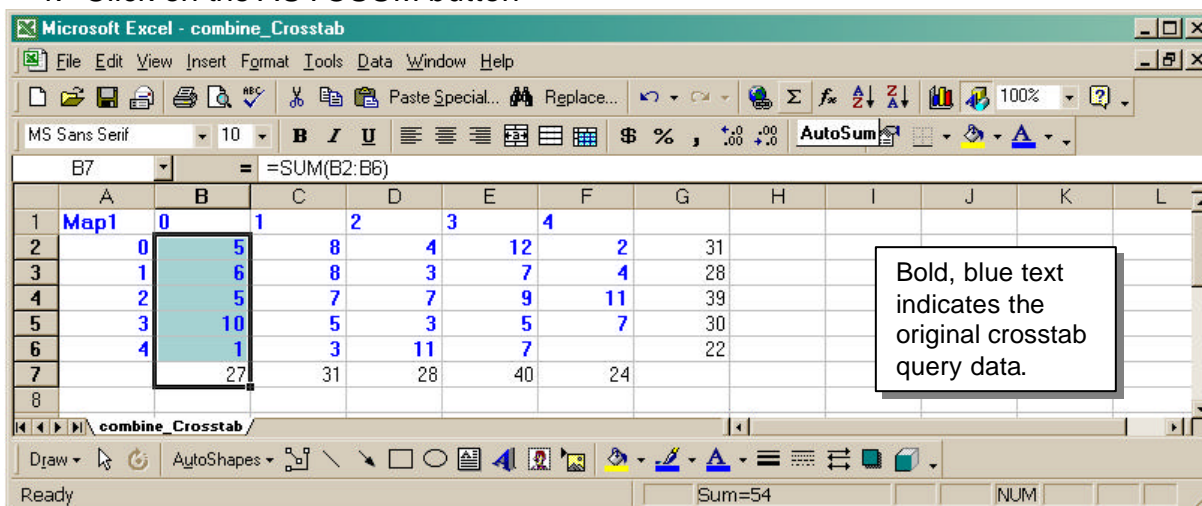 Microsoft Excel - combine_Crosstab
File Edit View Insert Format Tools Data Window Help
ABC Paste Special... Replace... Σ fx A Z Z A 100% ?
MS Sans Serif 10 B I U $ % , AutoSum A
B7 = =SUM(B2:B6)
A B C D E F G H I J K L
1 Map1 0 1 2 3 4
2 0 5 8 4 12 2 31
3 1 6 8 3 7 4 28
4 2 5 7 7 9 11 39
5 3 10 5 3 5 7 30
6 4 1 3 11 7 22
7 27 31 28 40 24
8
Bold, blue text
indicates the
original crosstab
query data.
combine_Crosstab
Draw AutoShapes A A
Ready Sum=54 NUM